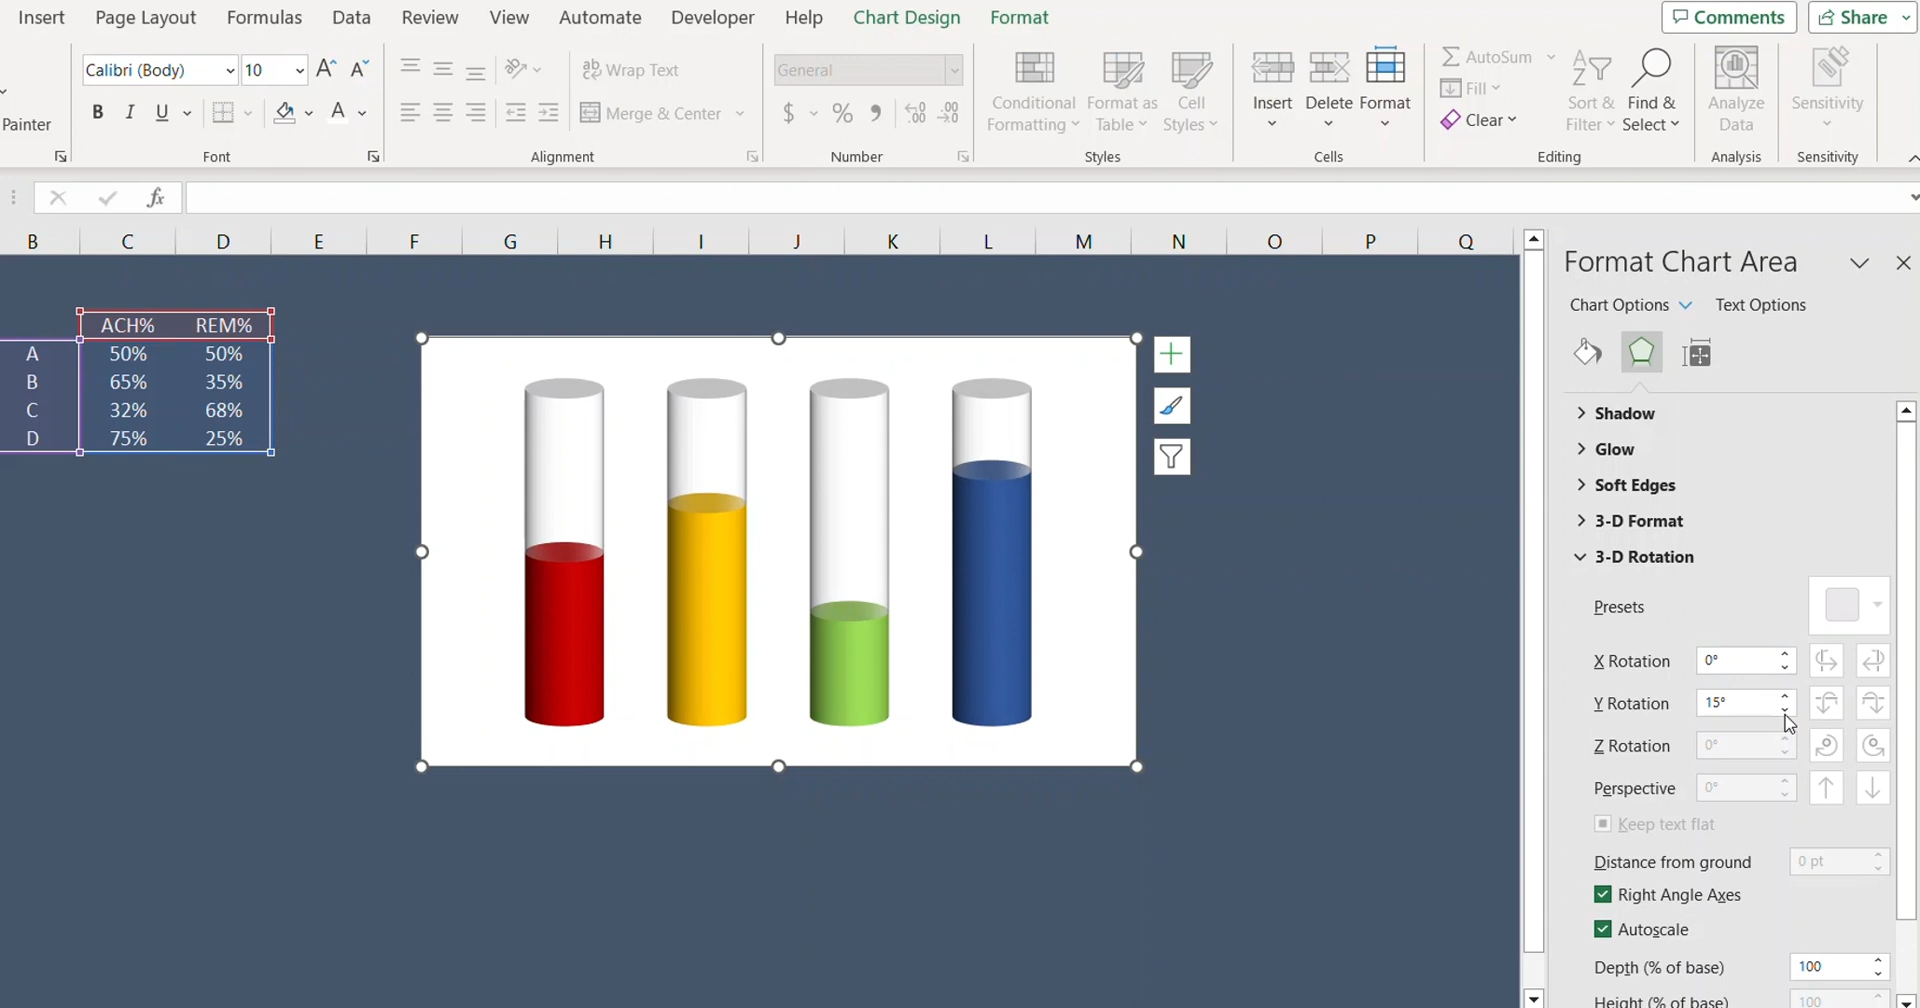 Insert Page Layout Formulas Data Review View Automate Developer Help Chart Design Format Comments Share
Calibri (Body) 10 A A ab Wrap Text General AutoSum
Conditional Formatting Format as Table Cell Styles Insert Delete Format Fill Sort & Filter Find & Select Analyze Data Sensitivity
Painter B I U A Merge & Center $ % Clear
Font Alignment Number Styles Cells Editing Analysis Sensitivity
fx
B C D E F G H I J K L M N O P Q
ACH% REM%
A 50% 50%
B 65% 35%
C 32% 68%
D 75% 25%
Format Chart Area
Chart Options Text Options
Shadow
Glow
Soft Edges
3-D Format
3-D Rotation
Presets
X Rotation 0°
Y Rotation 15°
Z Rotation 0°
Perspective 0°
Keep text flat
Distance from ground 0 pt
Right Angle Axes
Autoscale
Depth (% of base) 100
Height (% of base) 100